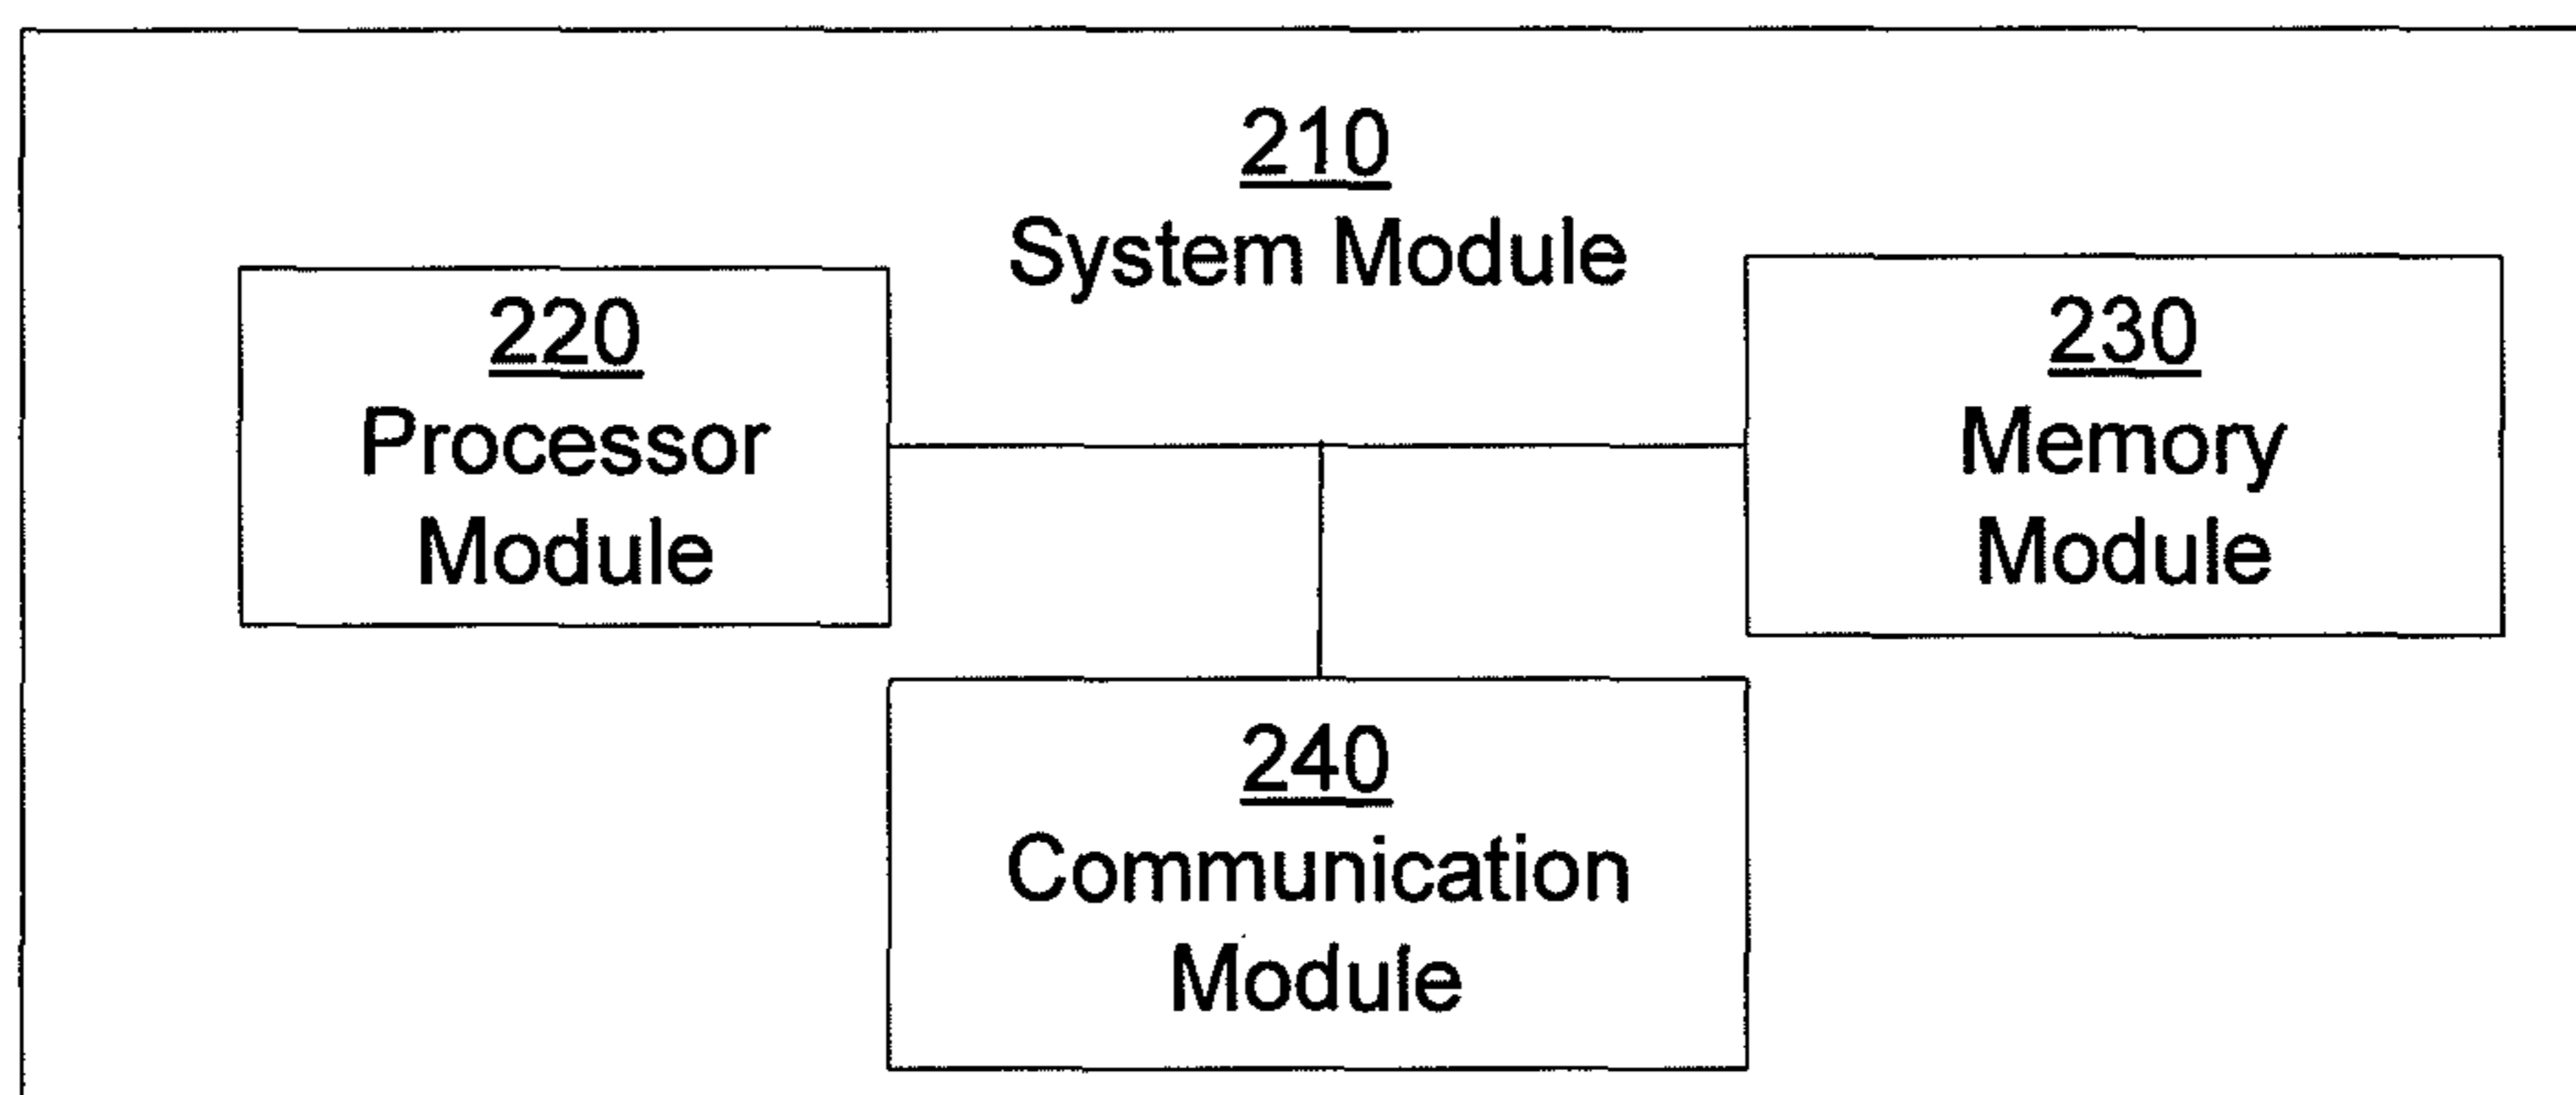 210
System Module
220
Processor
Module
230
Memory
Module
240
Communication
Module